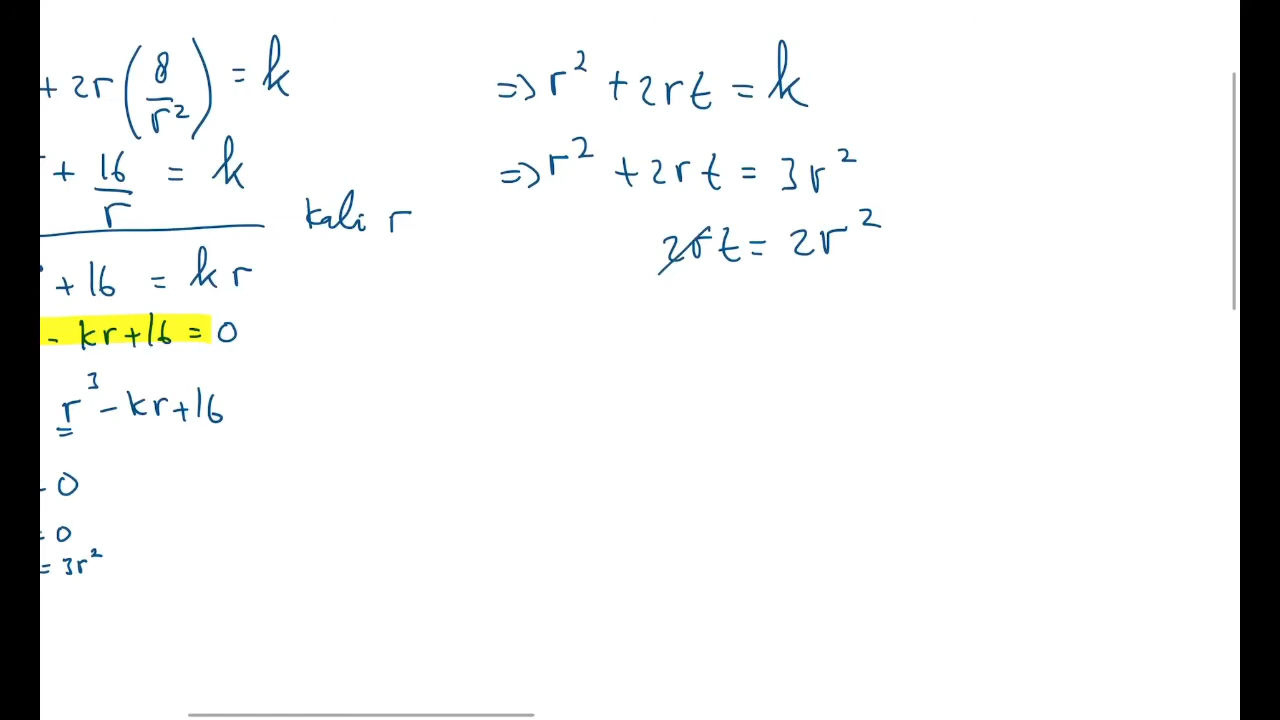 + 2r (8/r²) = k
+ 16/r = k
kali r
+ 16 = kr
- kr + 16 = 0
r³ - kr + 16
- 0
= 0
= 3r²
⇒ r² + 2rt = k
⇒ r² + 2rt = 3r²
2rt = 2r²